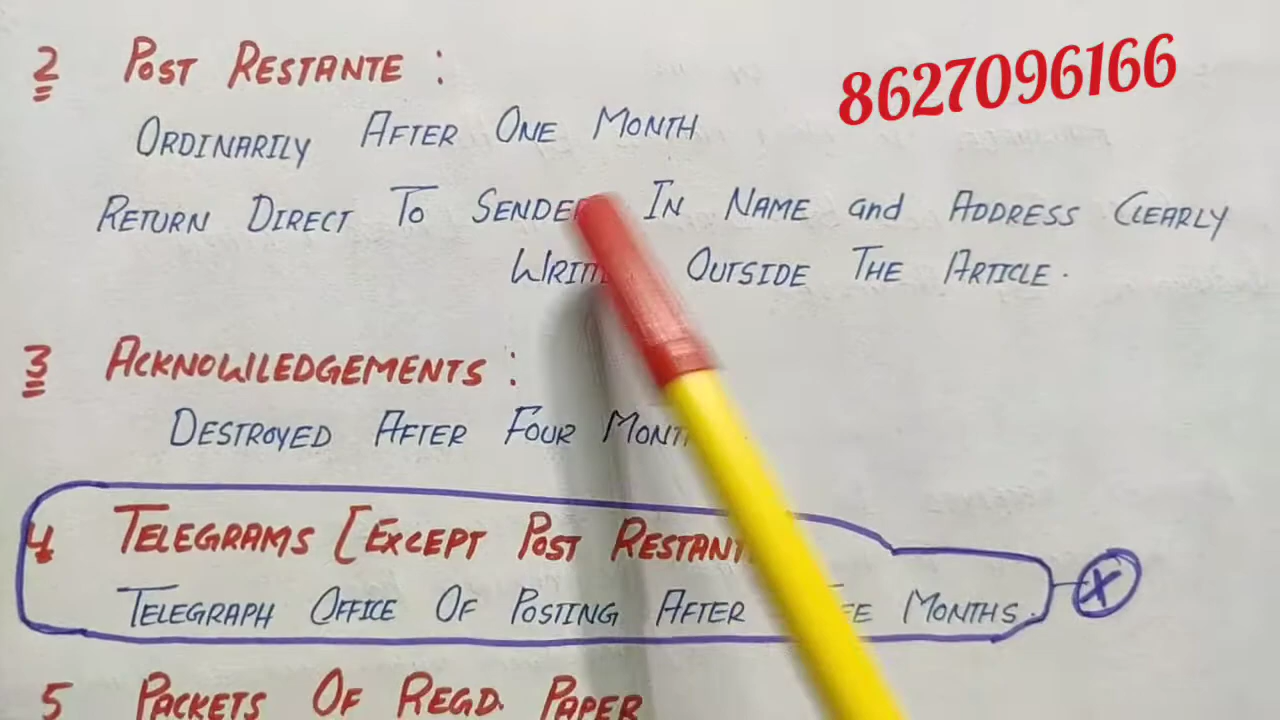 8627096166
2 POST RESTANTE :
ORDINARILY AFTER ONE MONTH
RETURN DIRECT TO SENDER IN NAME and ADDRESS CLEARLY
OUTSIDE THE ARTICLE.
3 ACKNOWLEDGEMENTS :
DESTROYED AFTER FOUR
4 TELEGRAMS [EXCEPT POST
TELEGRAPH OFFICE OF POSTING AFTER MONTHS.
X
5 PACKETS OF REGD. PAPER